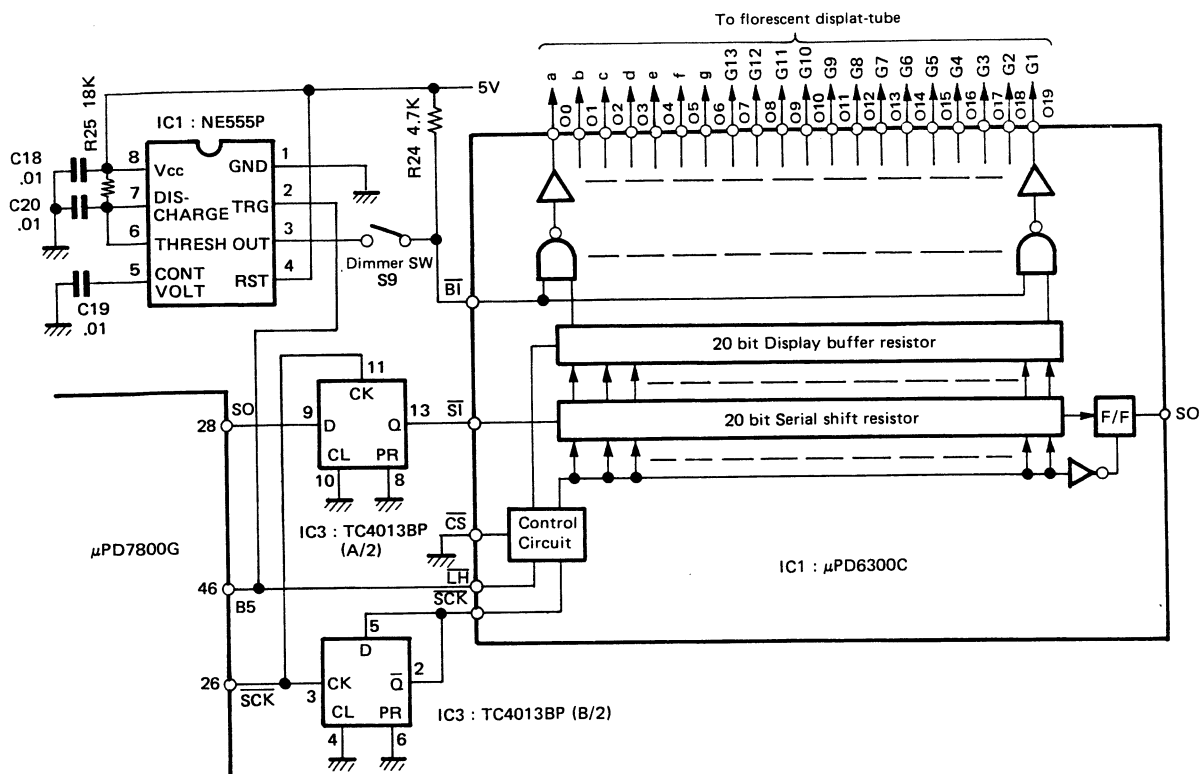 To florescent displat-tube
a b c d e f g G13 G12 G11 G10 G9 G8 G7 G6 G5 G4 G3 G2 G1
O0 O1 O2 O3 O4 O5 O6 O7 O8 O9 O10 O11 O12 O13 O14 O15 O16 O17 O18 O19
5V
R25 18K
R24 4.7K
IC1 : NE555P
C18
.01
C20
.01
C19
.01
8 Vcc
7 DIS-
CHARGE
6 THRESH
5 CONT
VOLT
GND 1
TRG 2
OUT 3
RST 4
Dimmer SW
S9
B̅I̅
20 bit Display buffer resistor
20 bit Serial shift resistor
F/F
SO
28 SO
11
CK
9 D
Q 13
S̅I̅
CL PR
10 8
IC3 : TC4013BP
(A/2)
C̅S̅
Control
Circuit
μPD7800G
IC1 : μPD6300C
46 B5
L̅H̅
S̅C̅K̅
5
D
26 S̅C̅K̅
3 CK
Q̅ 2
CL PR
4 6
IC3 : TC4013BP (B/2)